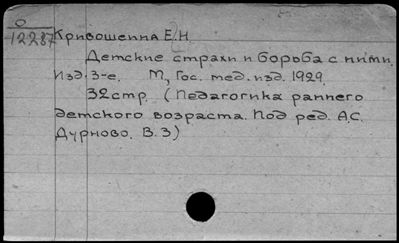 О
12287
Кривошеина Е.Н.
Детские страхи и борьба с ними.
Изд. 3-е. М., Гос. мед. изд. 1929.
32 стр. (Педагогика раннего
детского возраста. Под ред. А.С.
Дурново. В.3)